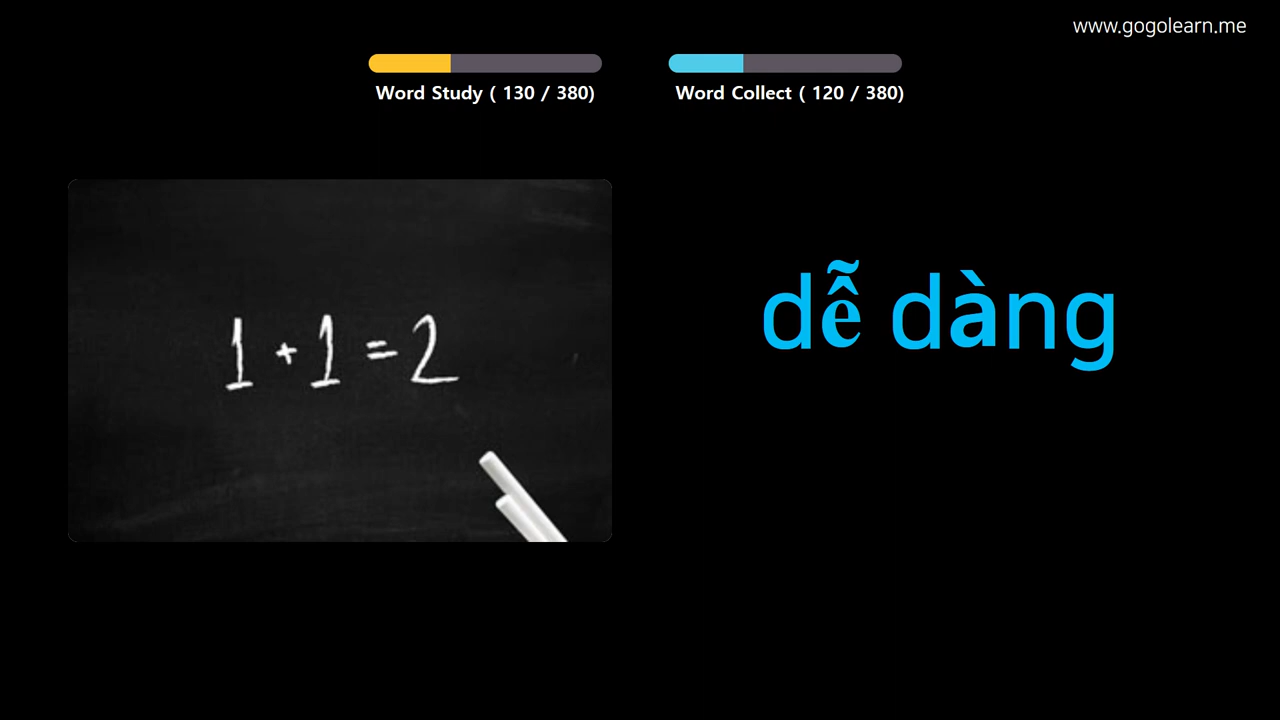 www.gogolearn.me
Word Study ( 130 / 380)
Word Collect ( 120 / 380)
1 + 1 = 2
dễ dàng